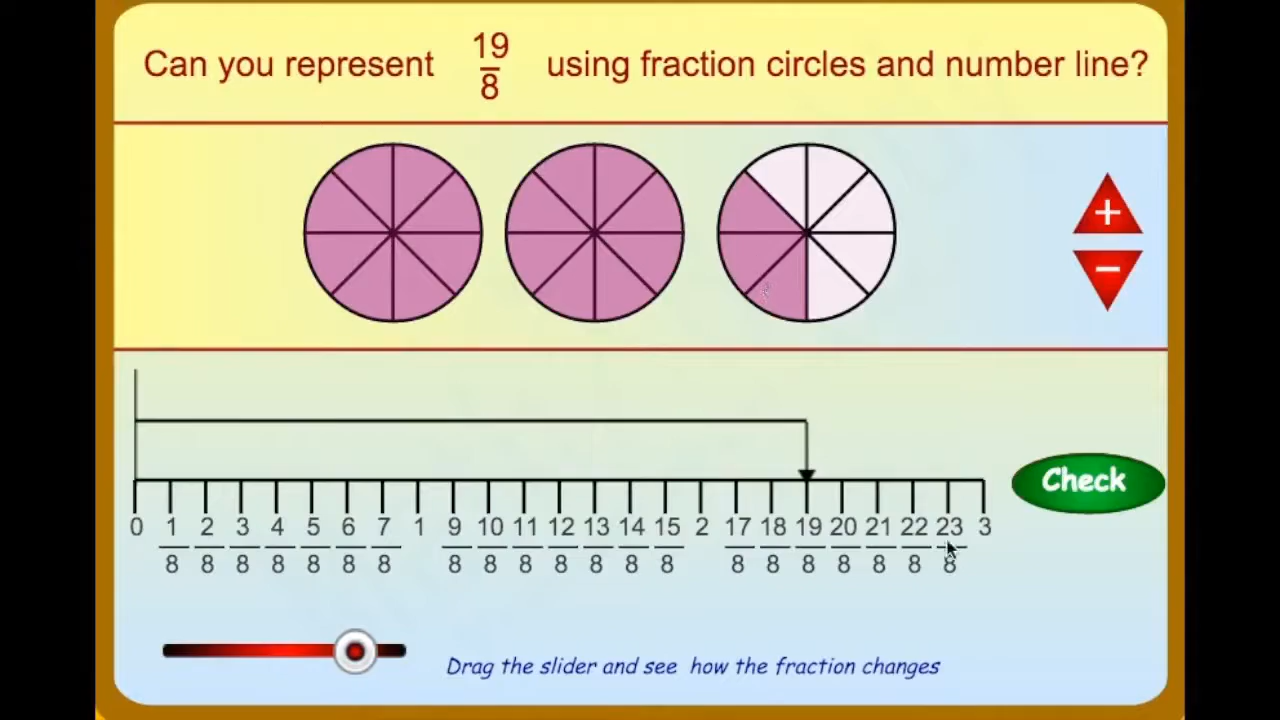 Can you represent 19/8 using fraction circles and number line?
+
−
Check
0 1/8 2/8 3/8 4/8 5/8 6/8 7/8 1 9/8 10/8 11/8 12/8 13/8 14/8 15/8 2 17/8 18/8 19/8 20/8 21/8 22/8 23/8 3
Drag the slider and see how the fraction changes